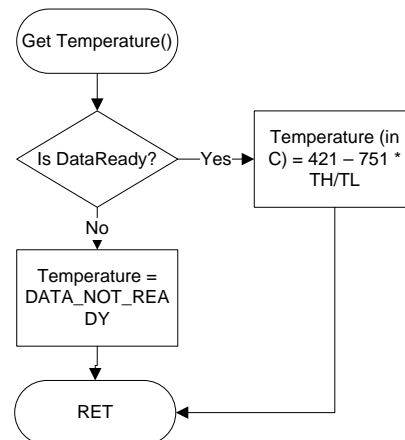 Get Temperature()
Is DataReady?
Yes
Temperature (in
C) = 421 – 751 *
TH/TL
No
Temperature =
DATA_NOT_REA
DY
RET